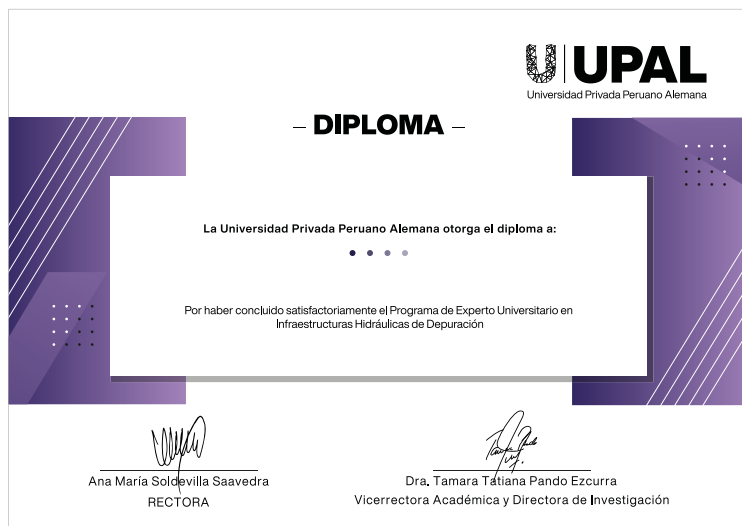 UPAL
Universidad Privada Peruano Alemana
– DIPLOMA –
La Universidad Privada Peruano Alemana otorga el diploma a:
Por haber concluido satisfactoriamente el Programa de Experto Universitario en
Infraestructuras Hidráulicas de Depuración
Ana María Soldevilla Saavedra
RECTORA
Dra. Tamara Tatiana Pando Ezcurra
Vicerrectora Académica y Directora de Investigación